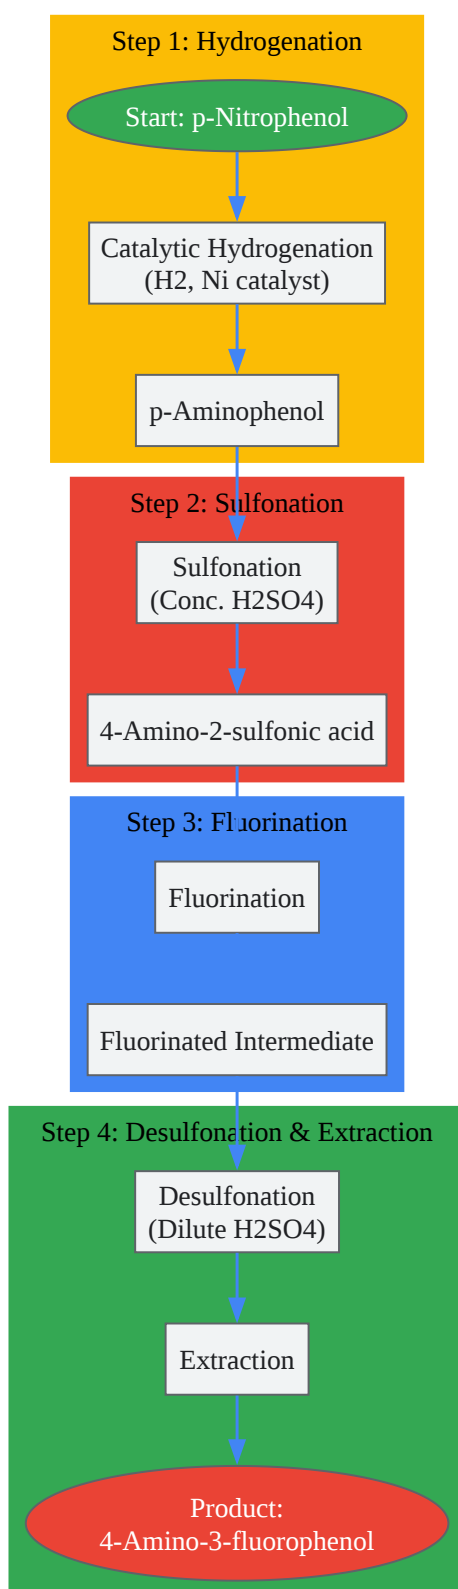 Step 1: Hydrogenation
Start: p-Nitrophenol
Catalytic Hydrogenation
(H2, Ni catalyst)
p-Aminophenol
Step 2: Sulfonation
Sulfonation
(Conc. H2SO4)
4-Amino-2-sulfonic acid
Step 3: Fluorination
Fluorination
Fluorinated Intermediate
Step 4: Desulfonation & Extraction
Desulfonation
(Dilute H2SO4)
Extraction
Product:
4-Amino-3-fluorophenol